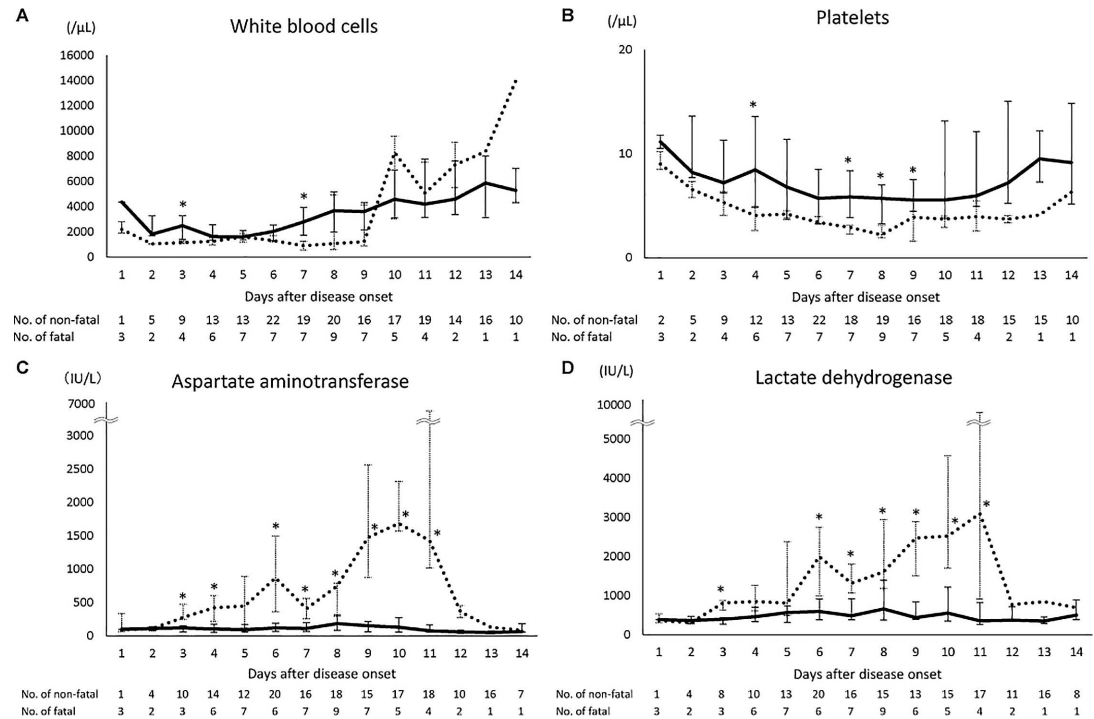 A
(/μL)
White blood cells
16000
14000
12000
10000
8000
6000
4000
2000
0
* *
1 2 3 4 5 6 7 8 9 10 11 12 13 14
Days after disease onset
No. of non-fatal 1 5 9 13 13 22 19 20 16 17 19 14 16 10
No. of fatal 3 2 4 6 7 7 7 9 7 5 4 2 1 1
B
(/μL)
Platelets
20
10
0
* * * *
1 2 3 4 5 6 7 8 9 10 11 12 13 14
Days after disease onset
No. of non-fatal 2 5 9 12 13 22 18 19 16 18 18 15 15 10
No. of fatal 3 2 4 6 7 7 7 9 7 5 4 2 1 1
C
(IU/L)
Aspartate aminotransferase
7000
3000
2500
2000
1500
1000
500
0
* * * * * * * *
1 2 3 4 5 6 7 8 9 10 11 12 13 14
Days after disease onset
No. of non-fatal 1 4 10 14 12 20 16 18 15 17 18 10 16 7
No. of fatal 3 2 3 6 7 6 7 9 7 5 4 2 1 1
D
(IU/L)
Lactate dehydrogenase
10000
5000
4000
3000
2000
1000
0
* * * * * * *
1 2 3 4 5 6 7 8 9 10 11 12 13 14
Days after disease onset
No. of non-fatal 1 4 8 10 13 20 16 15 13 15 17 11 16 8
No. of fatal 3 2 3 6 7 6 7 9 7 5 4 2 1 1